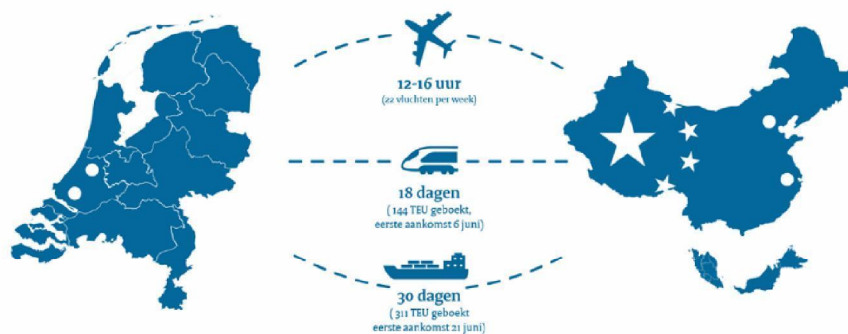 12-16 uur
(22 vluchten per week)
18 dagen
( 144 TEU geboekt,
eerste aankomst 6 juni)
30 dagen
( 311 TEU geboekt
eerste aankomst 21 juni)